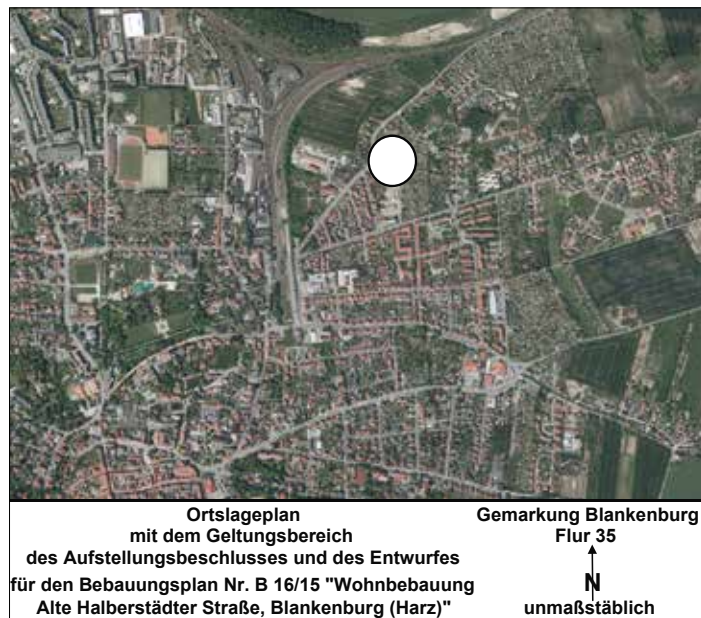 Ortslageplan
mit dem Geltungsbereich
des Aufstellungsbeschlusses und des Entwurfes
für den Bebauungsplan Nr. B 16/15 "Wohnbebauung
Alte Halberstädter Straße, Blankenburg (Harz)"
Gemarkung Blankenburg
Flur 35
N
unmaßstäblich